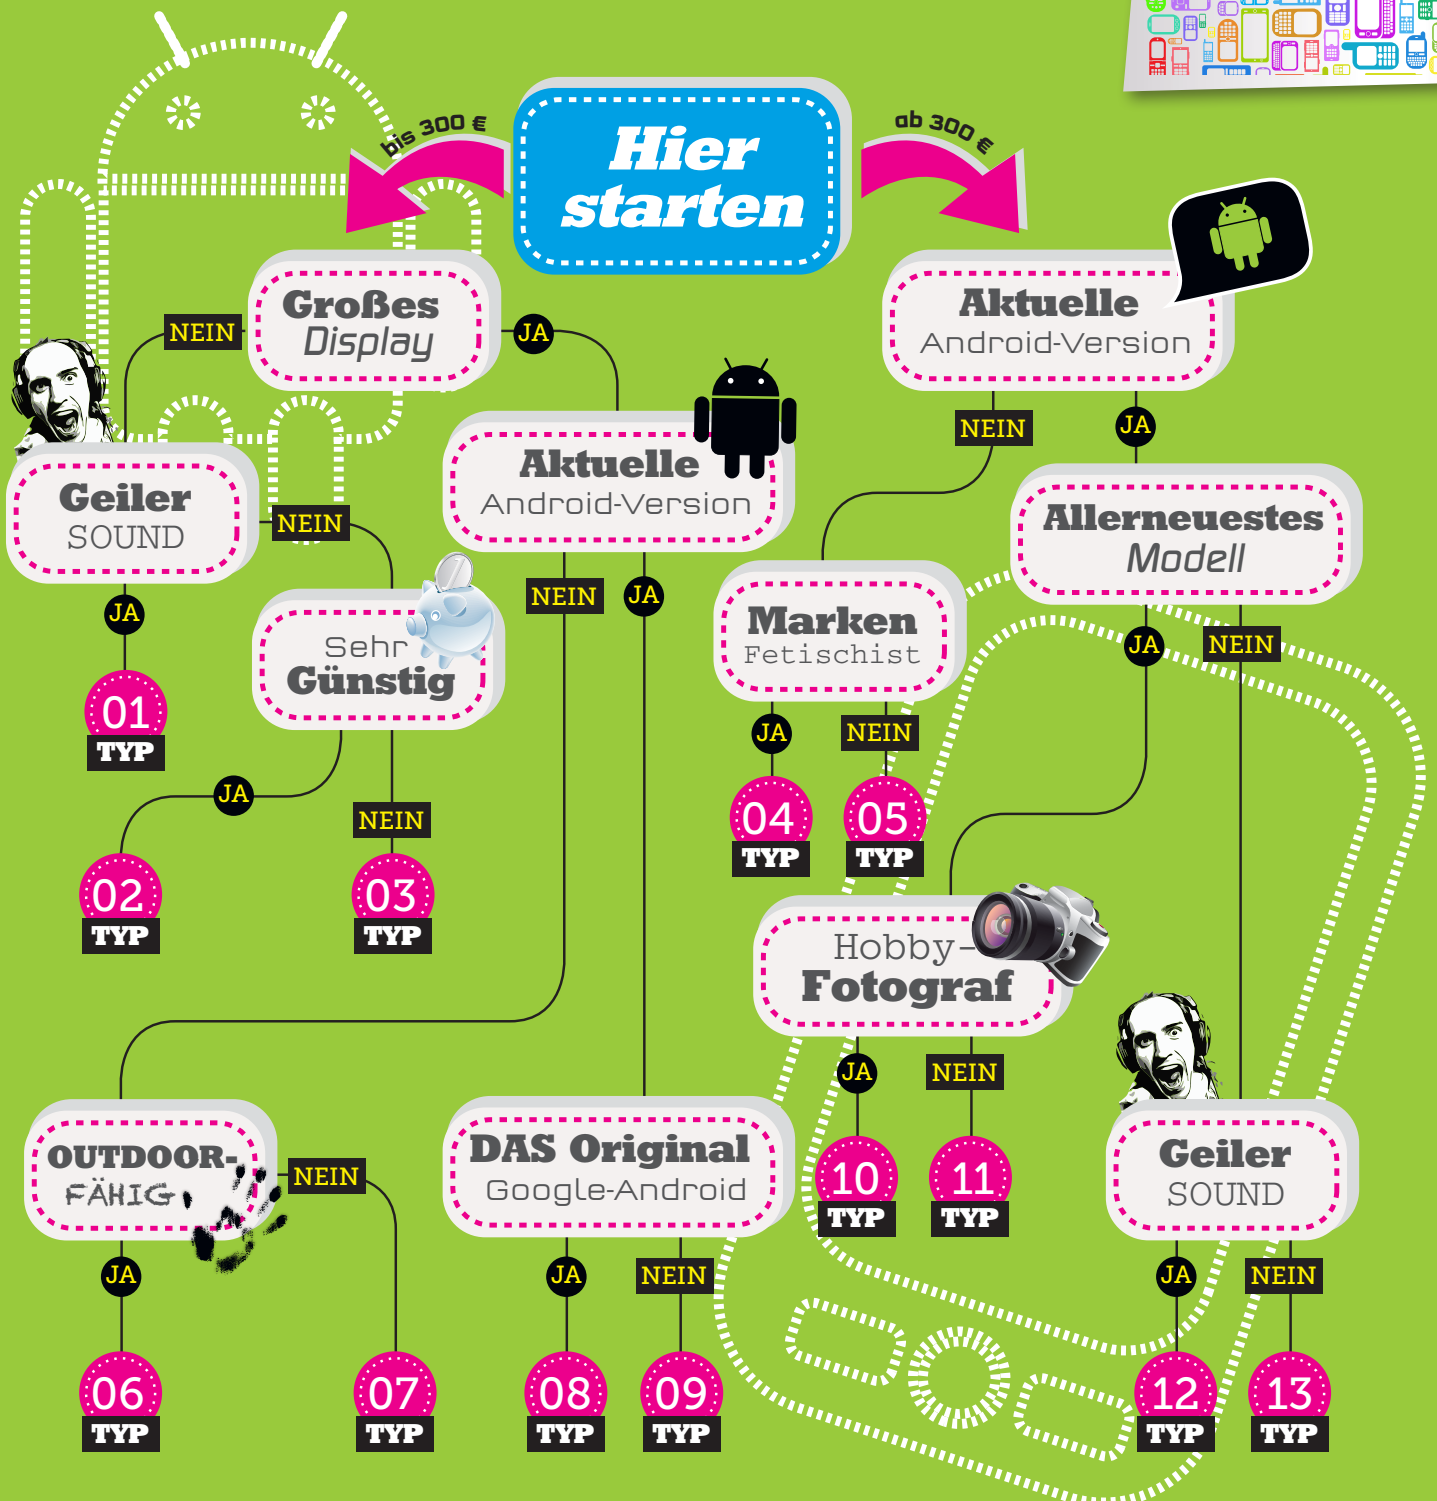 bis 300 €
Hier
starten
ab 300 €
Großes
Display
NEIN
JA
Aktuelle
Android-Version
NEIN
JA
Geiler
SOUND
NEIN
JA
Aktuelle
Android-Version
NEIN
JA
Allerneuestes
Modell
JA
NEIN
Sehr
Günstig
JA
NEIN
Marken
Fetischist
JA
NEIN
01
TYP
02
TYP
03
TYP
04
TYP
05
TYP
Hobby-
Fotograf
JA
NEIN
OUTDOOR-
FÄHIG
NEIN
JA
DAS Original
Google-Android
JA
NEIN
10
TYP
11
TYP
Geiler
SOUND
JA
NEIN
06
TYP
07
TYP
08
TYP
09
TYP
12
TYP
13
TYP